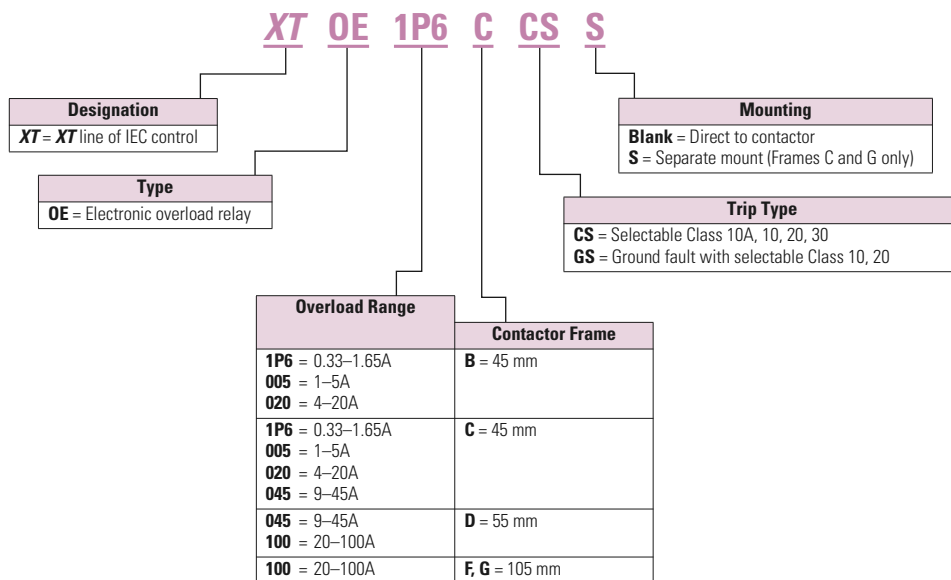 XT OE 1P6 C CS S
Designation
XT = XT line of IEC control
Type
OE = Electronic overload relay
Mounting
Blank = Direct to contactor
S = Separate mount (Frames C and G only)
Trip Type
CS = Selectable Class 10A, 10, 20, 30
GS = Ground fault with selectable Class 10, 20
Overload Range
Contactor Frame
1P6 = 0.33–1.65A B = 45 mm
005 = 1–5A
020 = 4–20A
1P6 = 0.33–1.65A C = 45 mm
005 = 1–5A
020 = 4–20A
045 = 9–45A
045 = 9–45A D = 55 mm
100 = 20–100A
100 = 20–100A F, G = 105 mm